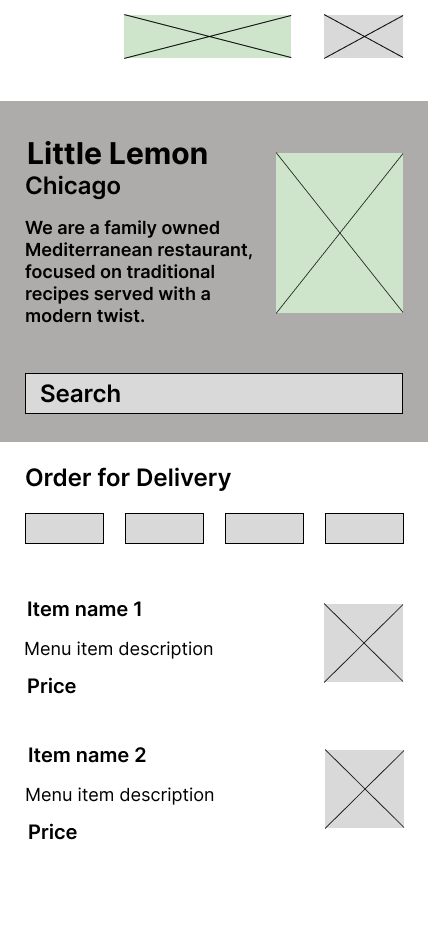 Little Lemon
Chicago
We are a family owned
Mediterranean restaurant,
focused on traditional
recipes served with a
modern twist.
Search
Order for Delivery
Item name 1
Menu item description
Price
Item name 2
Menu item description
Price